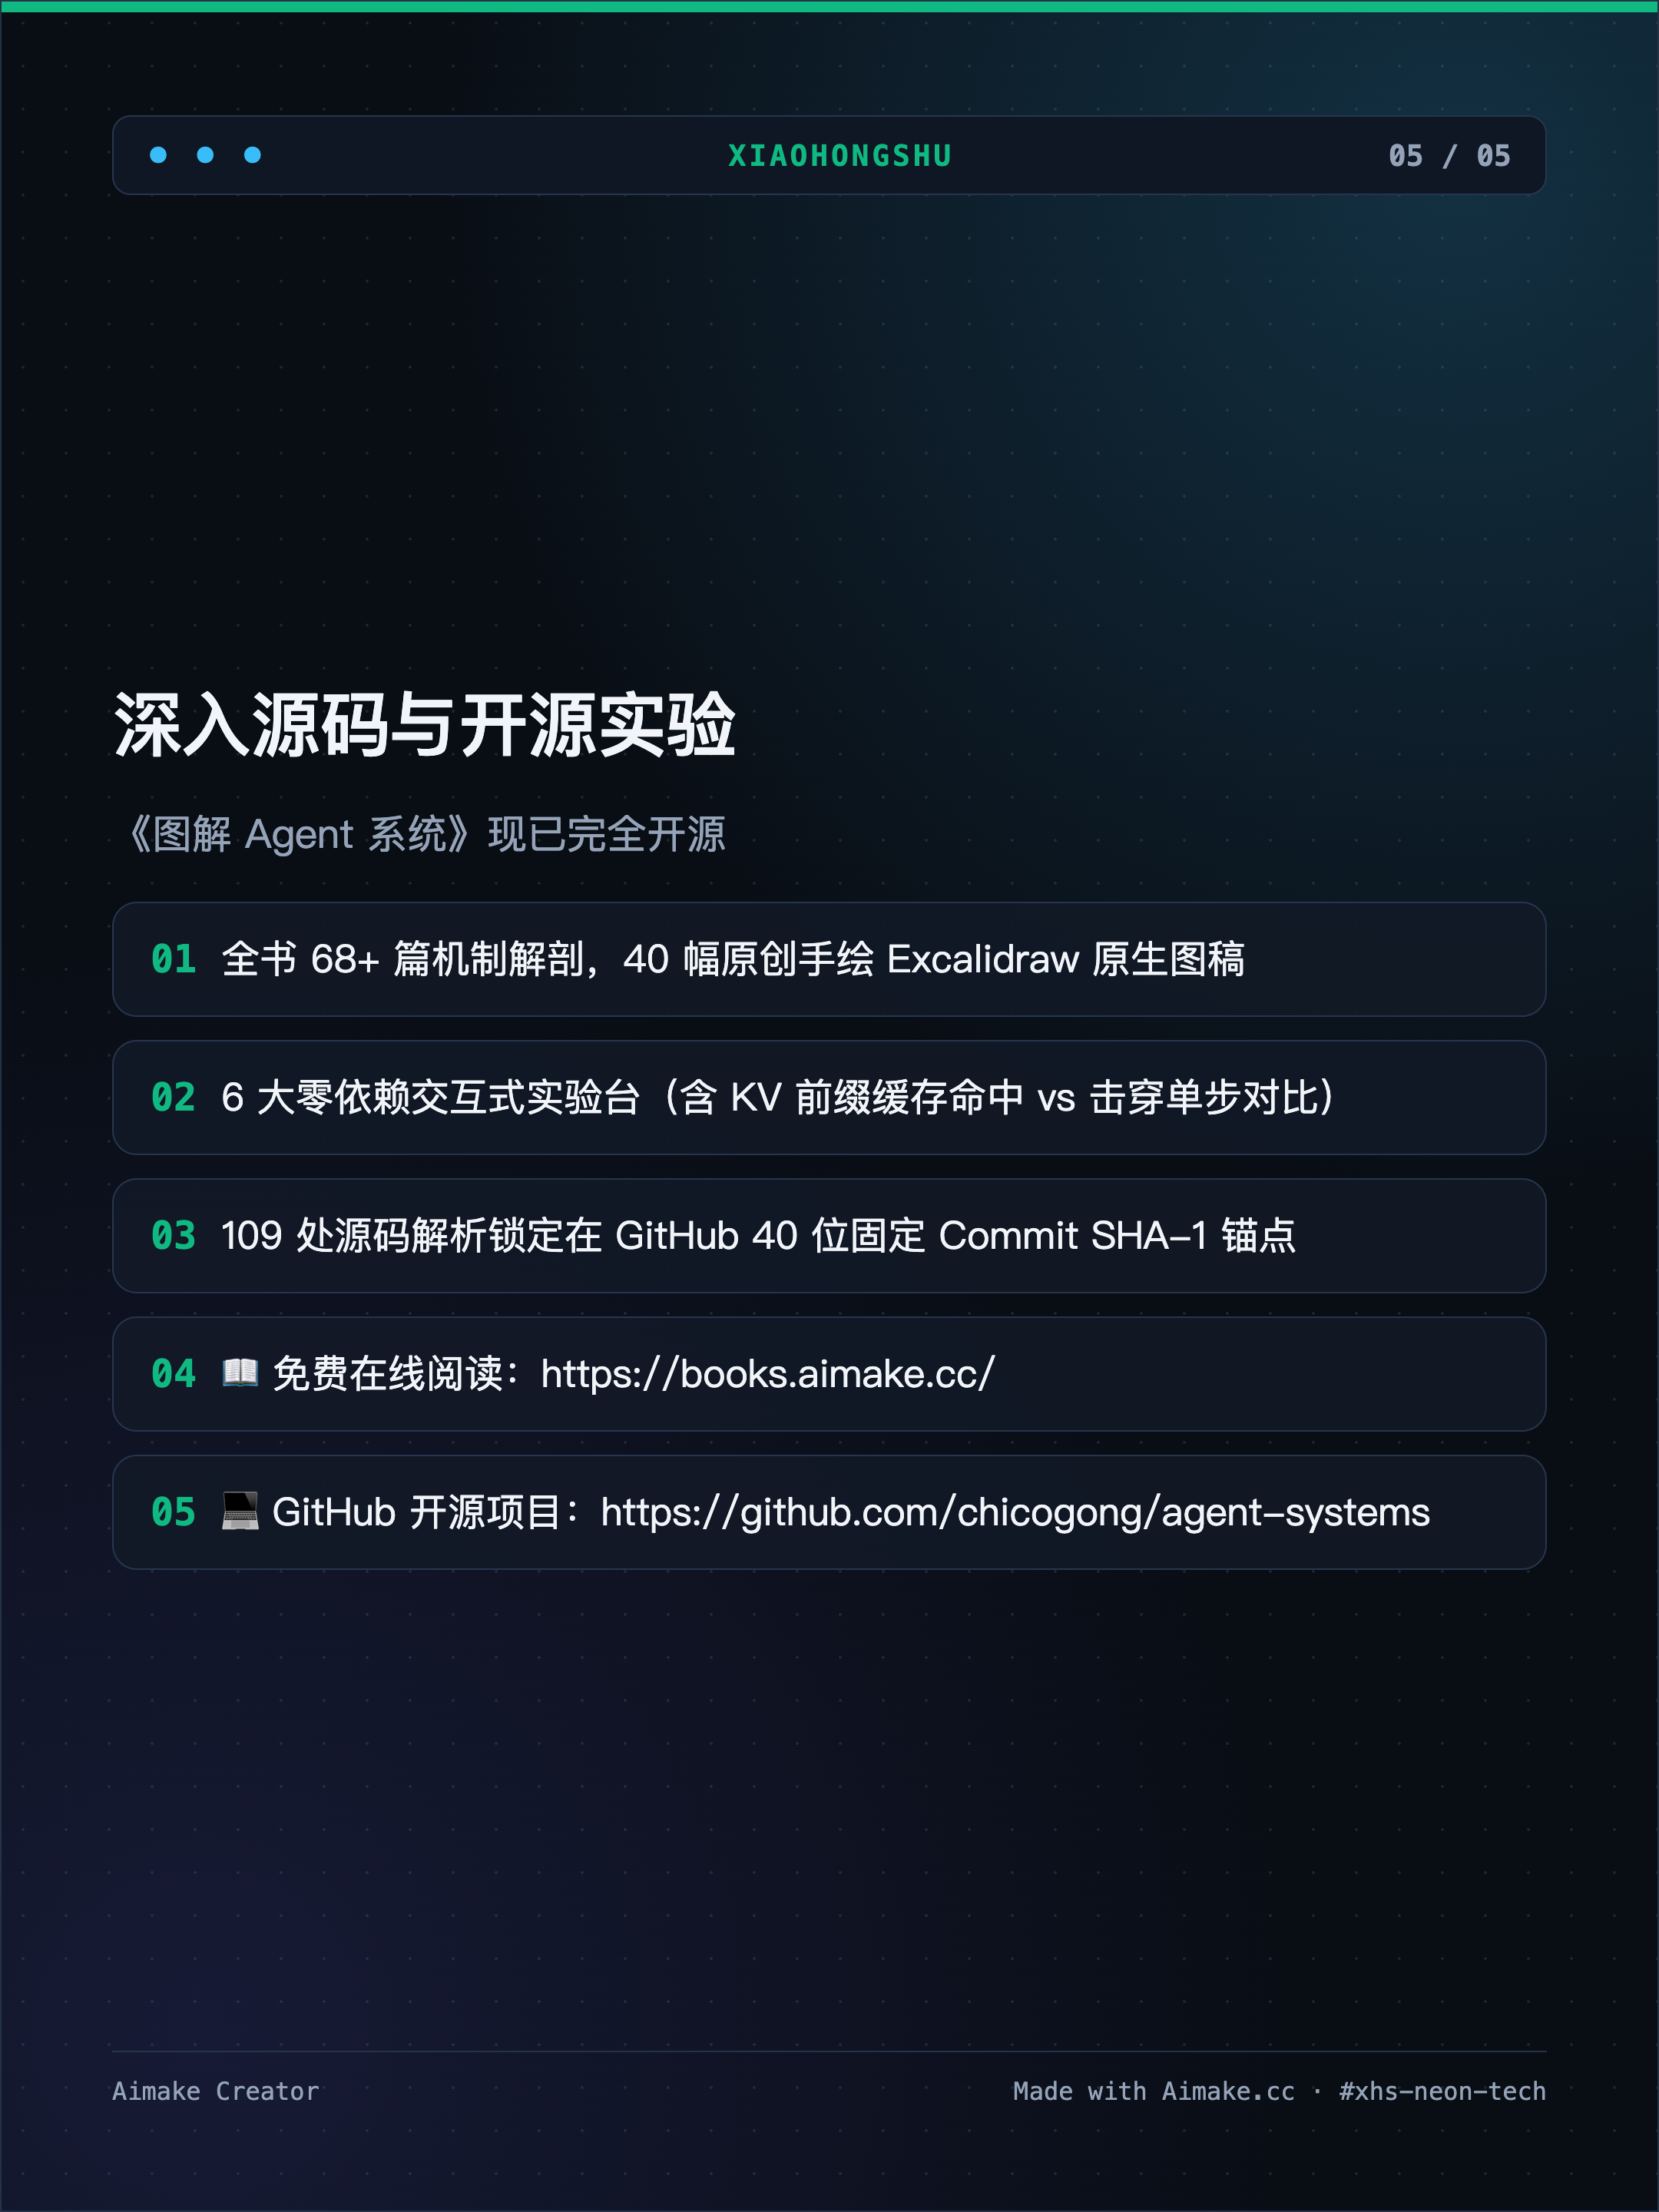 XIAOHONGSHU
05 / 05
深入源码与开源实验
《图解 Agent 系统》现已完全开源
01 全书 68+ 篇机制解剖，40 幅原创手绘 Excalidraw 原生图稿
02 6 大零依赖交互式实验台（含 KV 前缀缓存命中 vs 击穿单步对比）
03 109 处源码解析锁定在 GitHub 40 位固定 Commit SHA-1 锚点
04 📖 免费在线阅读：https://books.aimake.cc/
05 💻 GitHub 开源项目：https://github.com/chicogong/agent-systems
Aimake Creator
Made with Aimake.cc · #xhs-neon-tech